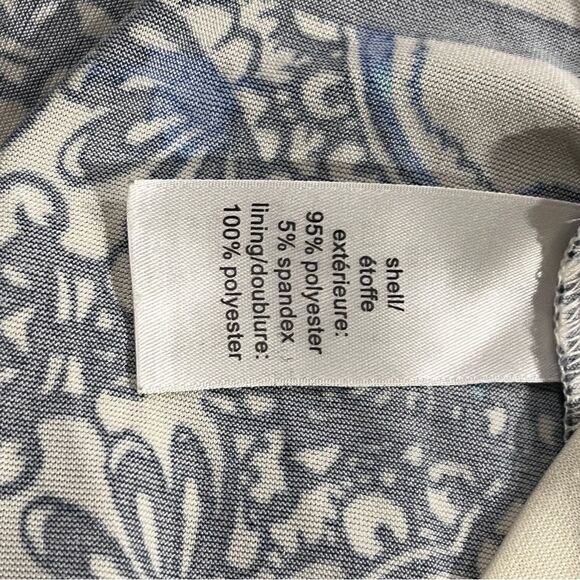 shell/
étoffe
extérieure:
95% polyester
5% spandex
lining/doublure:
100% polyester